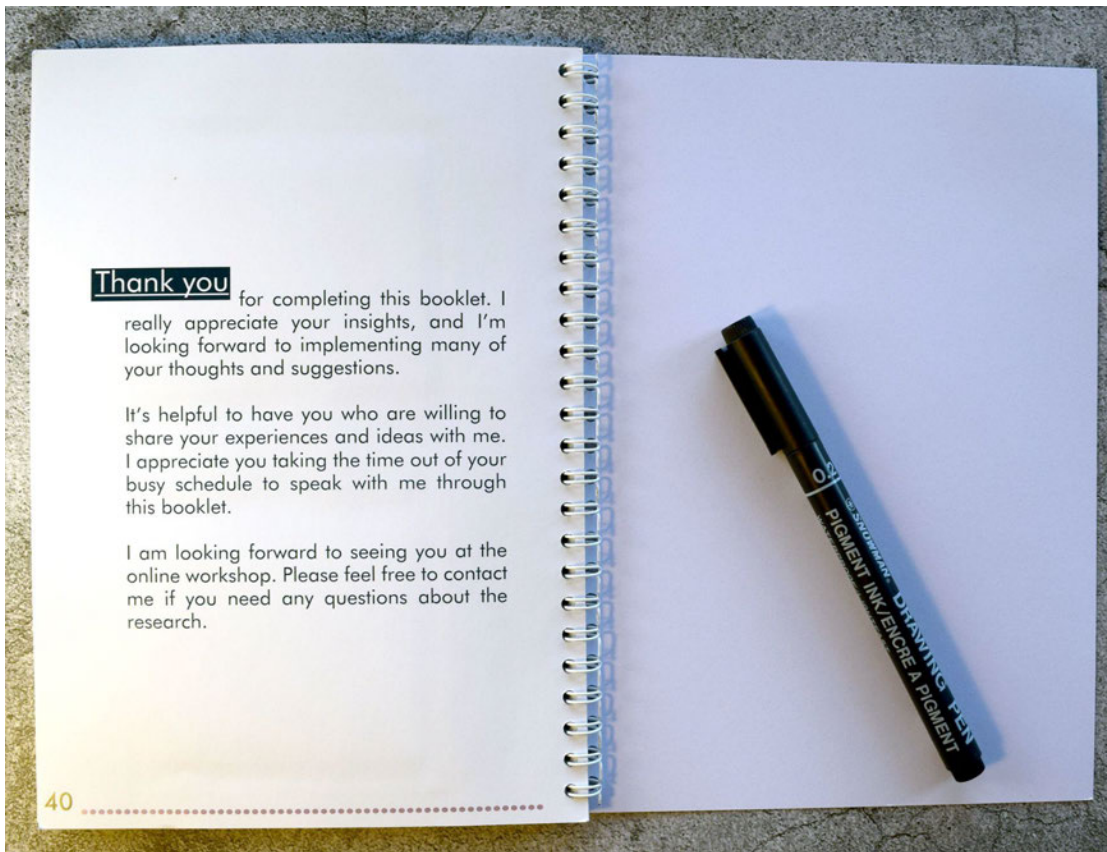 Thank you
for completing this booklet. I
really appreciate your insights, and I'm
looking forward to implementing many of
your thoughts and suggestions.
It's helpful to have you who are willing to
share your experiences and ideas with me.
I appreciate you taking the time out of your
busy schedule to speak with me through
this booklet.
I am looking forward to seeing you at the
online workshop. Please feel free to contact
me if you need any questions about the
research.
40
SNOWMAN DRAWING PEN
PIGMENT INK/ENCRE A PIGMENT